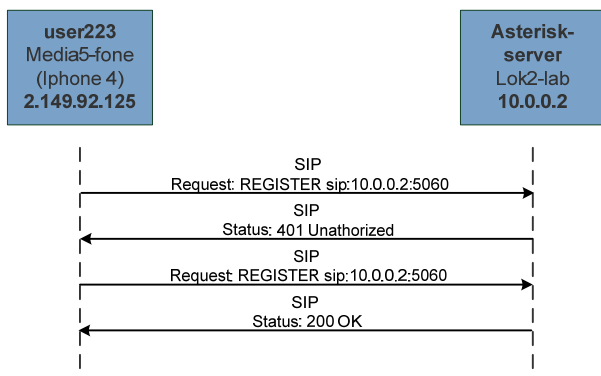 user223
Media5-fone
(Iphone 4)
2.149.92.125
Asterisk-
server
Lok2-lab
10.0.0.2
SIP
Request: REGISTER sip:10.0.0.2:5060
SIP
Status: 401 Unathorized
SIP
Request: REGISTER sip:10.0.0.2:5060
SIP
Status: 200 OK